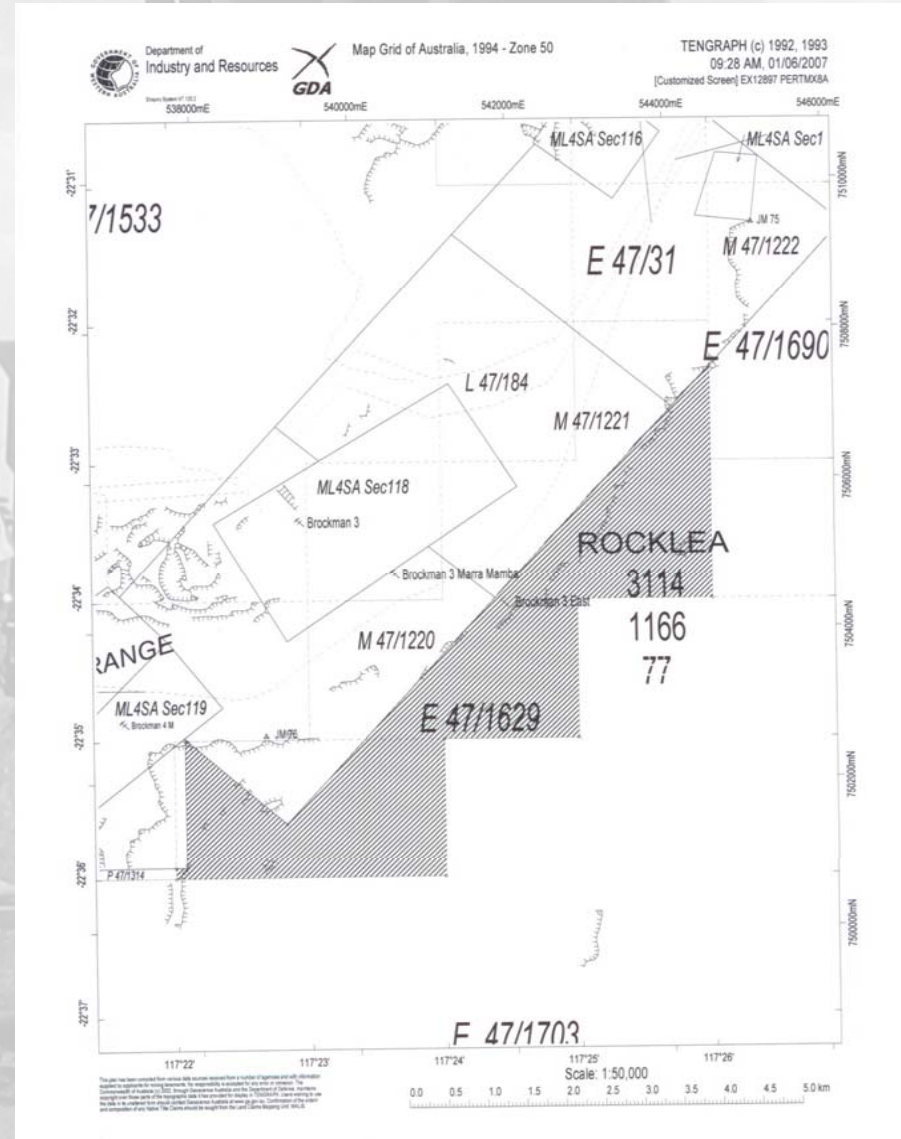 GOVERNMENT OF
WESTERN AUSTRALIA
Department of
Industry and Resources
GDA
Map Grid of Australia, 1994 - Zone 50
TENGRAPH (c) 1992, 1993
09:28 AM, 01/06/2007
[Customized Screen] EX12897 PERTMX8A
538000mE
540000mE
542000mE
544000mE
546000mE
ML4SA Sec116
ML4SA Sec1
-22°31'
7510000mN
7/1533
JM 75
M 47/1222
E 47/31
-22°32'
7508000mN
E 47/1690
L 47/184
M 47/1221
-22°33'
7506000mN
ML4SA Sec118
Brockman 3
ROCKLEA
Brockman 3 Marra Mamba
3114
-22°34'
Brockman 3 East
7504000mN
1166
M 47/1220
RANGE
77
ML4SA Sec119
E 47/1629
Brockman 4 M
-22°35'
JM 76
7502000mN
P 47/1314
-22°36'
7500000mN
-22°37'
E 47/1703
117°22'
117°23'
117°24'
117°25'
117°26'
Scale: 1:50,000
0.0 0.5 1.0 1.5 2.0 2.5 3.0 3.5 4.0 4.5 5.0 km